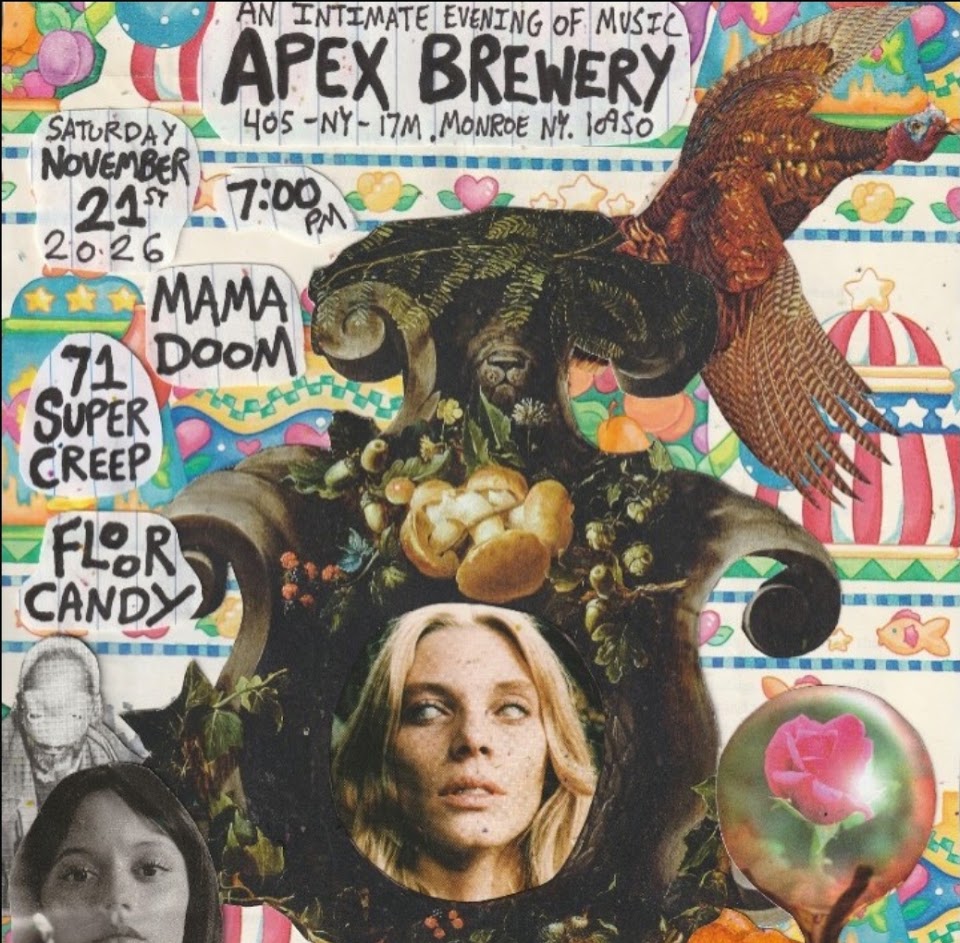 AN INTIMATE EVENING OF MUSIC
APEX BREWERY
405-NY-17M. MONROE NY. 10950
SATURDAY
NOVEMBER
21ST
2026
7:00
PM
MAMA
DOOM
71
SUPER
CREEP
FLOOR
CANDY